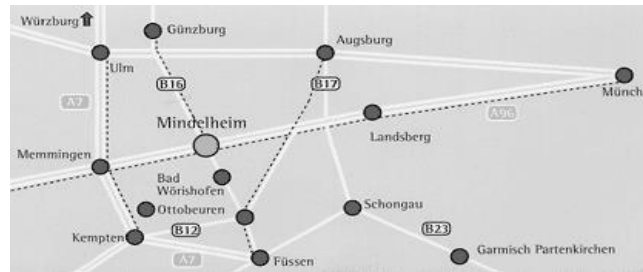 Würzburg
Günzburg
Augsburg
Ulm
B16
B17
Münch
A7
Mindelheim
A96
Landsberg
Memmingen
Bad
Wörishofen
Ottobeuren
Schongau
B12
B23
Kempten
A7
Füssen
Garmisch Partenkirchen